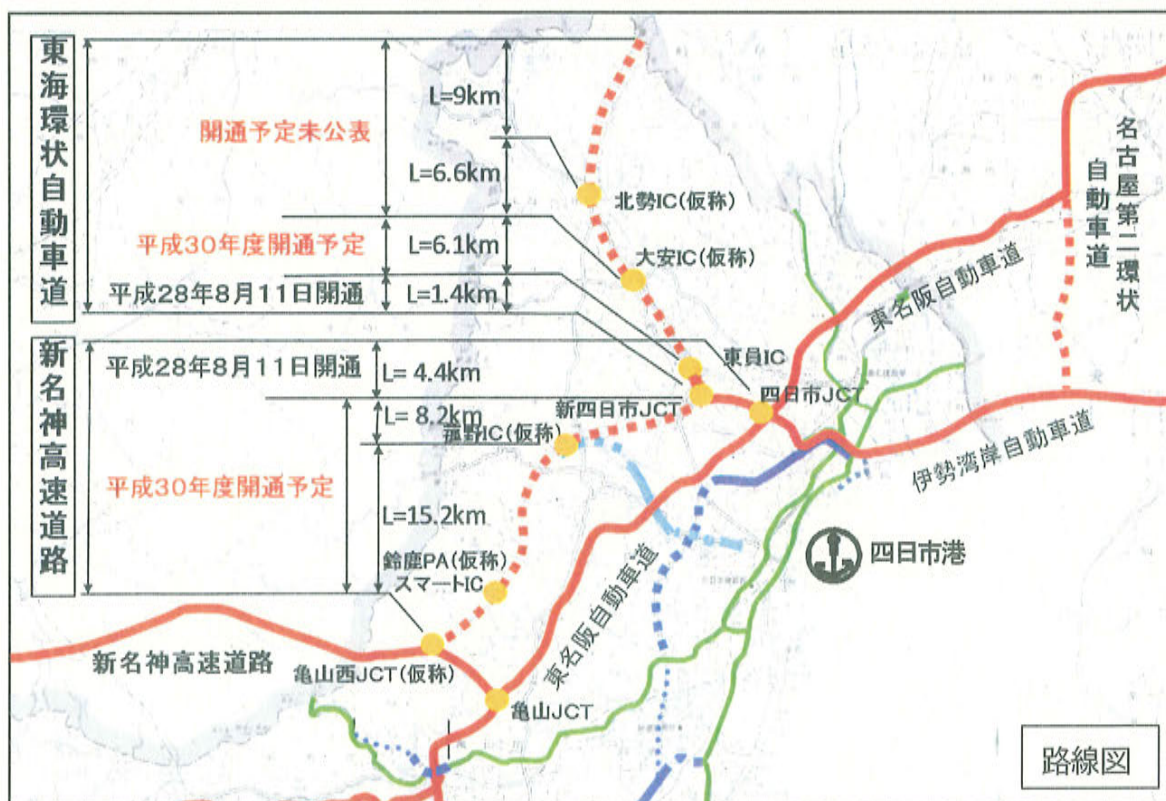 東海環状自動車道
L=9km
開通予定未公表
L=6.6km
北勢IC(仮称)
平成30年度開通予定
L=6.1km
大安IC(仮称)
平成28年8月11日開通
L=1.4km
名古屋第二環状
自動車道
東名阪自動車道
新名神高速道路
平成28年8月11日開通
L= 4.4km
東員IC
四日市JCT
新四日市JCT
L= 8.2km
菰野IC(仮称)
伊勢湾岸自動車道
平成30年度開通予定
L=15.2km
鈴鹿PA(仮称)
スマートIC
四日市港
東名阪自動車道
新名神高速道路
亀山西JCT(仮称)
亀山JCT
路線図